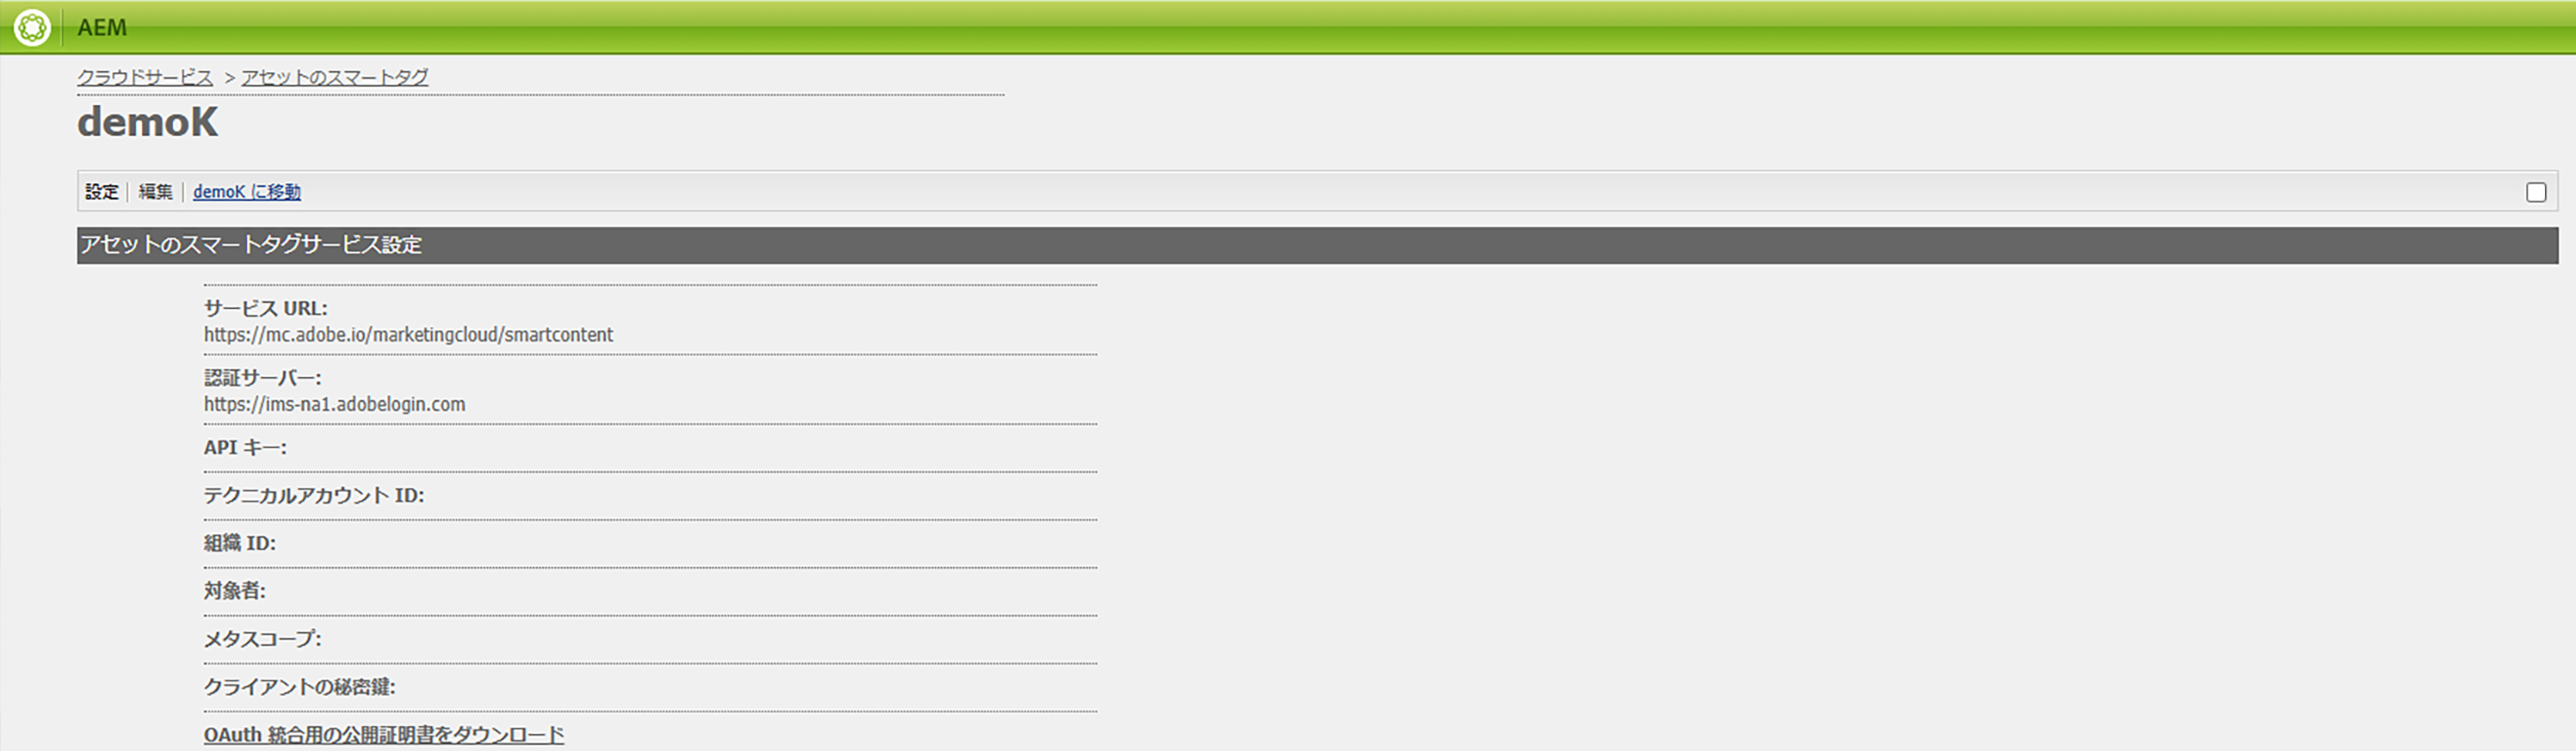 AEM
クラウドサービス > アセットのスマートタグ
demoK
設定 | 編集 | demoK に移動
アセットのスマートタグサービス設定
サービス URL:
https://mc.adobe.io/marketingcloud/smartcontent
認証サーバー:
https://ims-na1.adobelogin.com
API キー:
テクニカルアカウント ID:
組織 ID:
対象者:
メタスコープ:
クライアントの秘密鍵:
OAuth 統合用の公開証明書をダウンロード